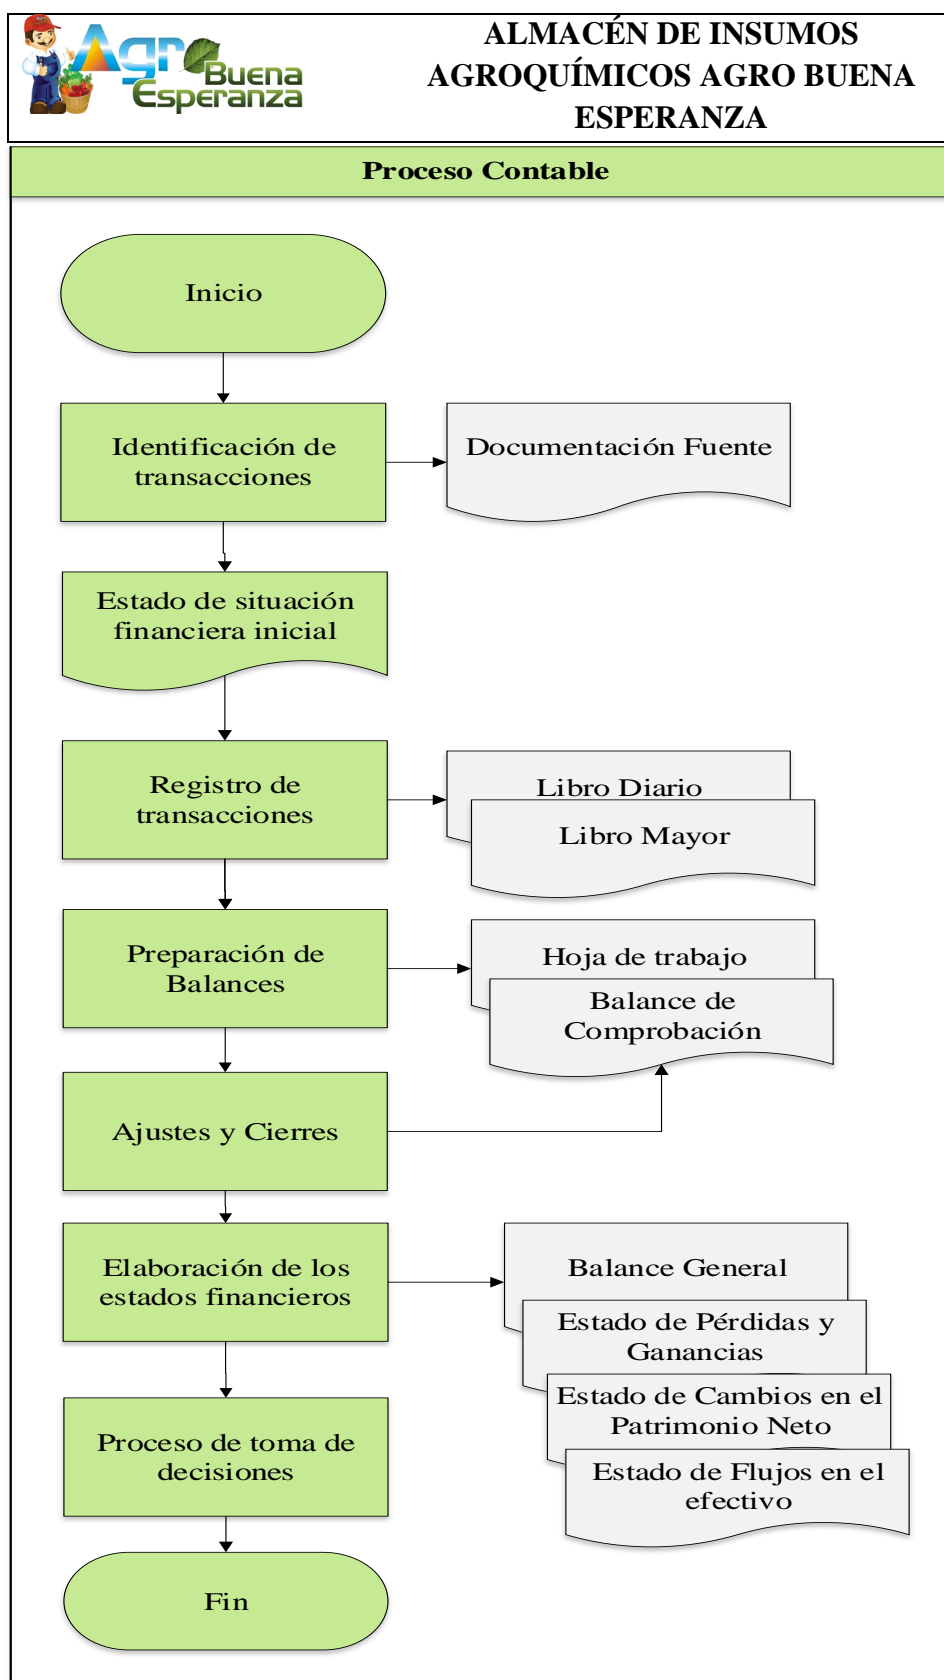 Agro
Buena
Esperanza
ALMACÉN DE INSUMOS
AGROQUÍMICOS AGRO BUENA
ESPERANZA
Proceso Contable
Inicio
Identificación de
transacciones
Documentación Fuente
Estado de situación
financiera inicial
Registro de
transacciones
Libro Diario
Libro Mayor
Preparación de
Balances
Hoja de trabajo
Balance de
Comprobación
Ajustes y Cierres
Elaboración de los
estados financieros
Balance General
Estado de Pérdidas y
Ganancias
Estado de Cambios en el
Patrimonio Neto
Estado de Flujos en el
efectivo
Proceso de toma de
decisiones
Fin